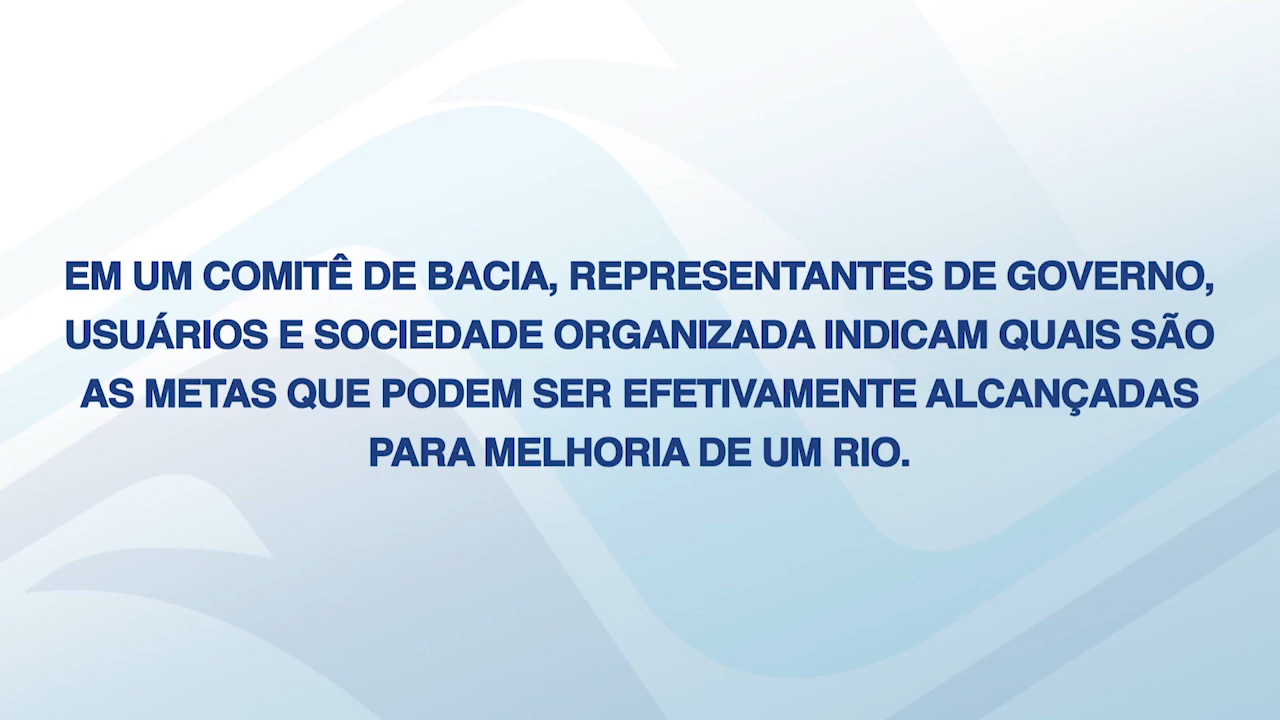 EM UM COMITÊ DE BACIA, REPRESENTANTES DE GOVERNO,
USUÁRIOS E SOCIEDADE ORGANIZADA INDICAM QUAIS SÃO
AS METAS QUE PODEM SER EFETIVAMENTE ALCANÇADAS
PARA MELHORIA DE UM RIO.